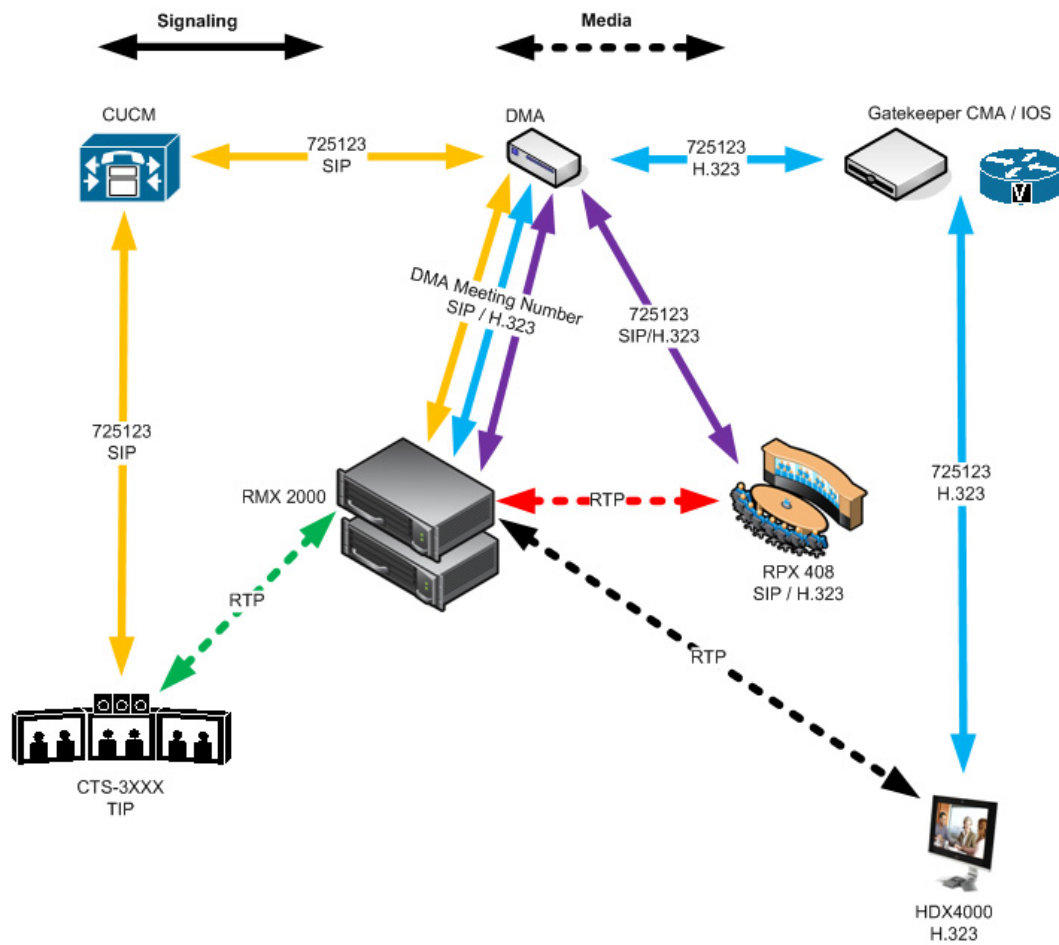 Signaling
Media
CUCM
DMA
Gatekeeper CMA / IOS
725123
SIP
725123
H.323
V
DMA Meeting Number
SIP / H.323
725123
SIP/H.323
725123
SIP
725123
H.323
RMX 2000
RTP
RPX 408
SIP / H.323
RTP
RTP
CTS-3XXX
TIP
HDX4000
H.323